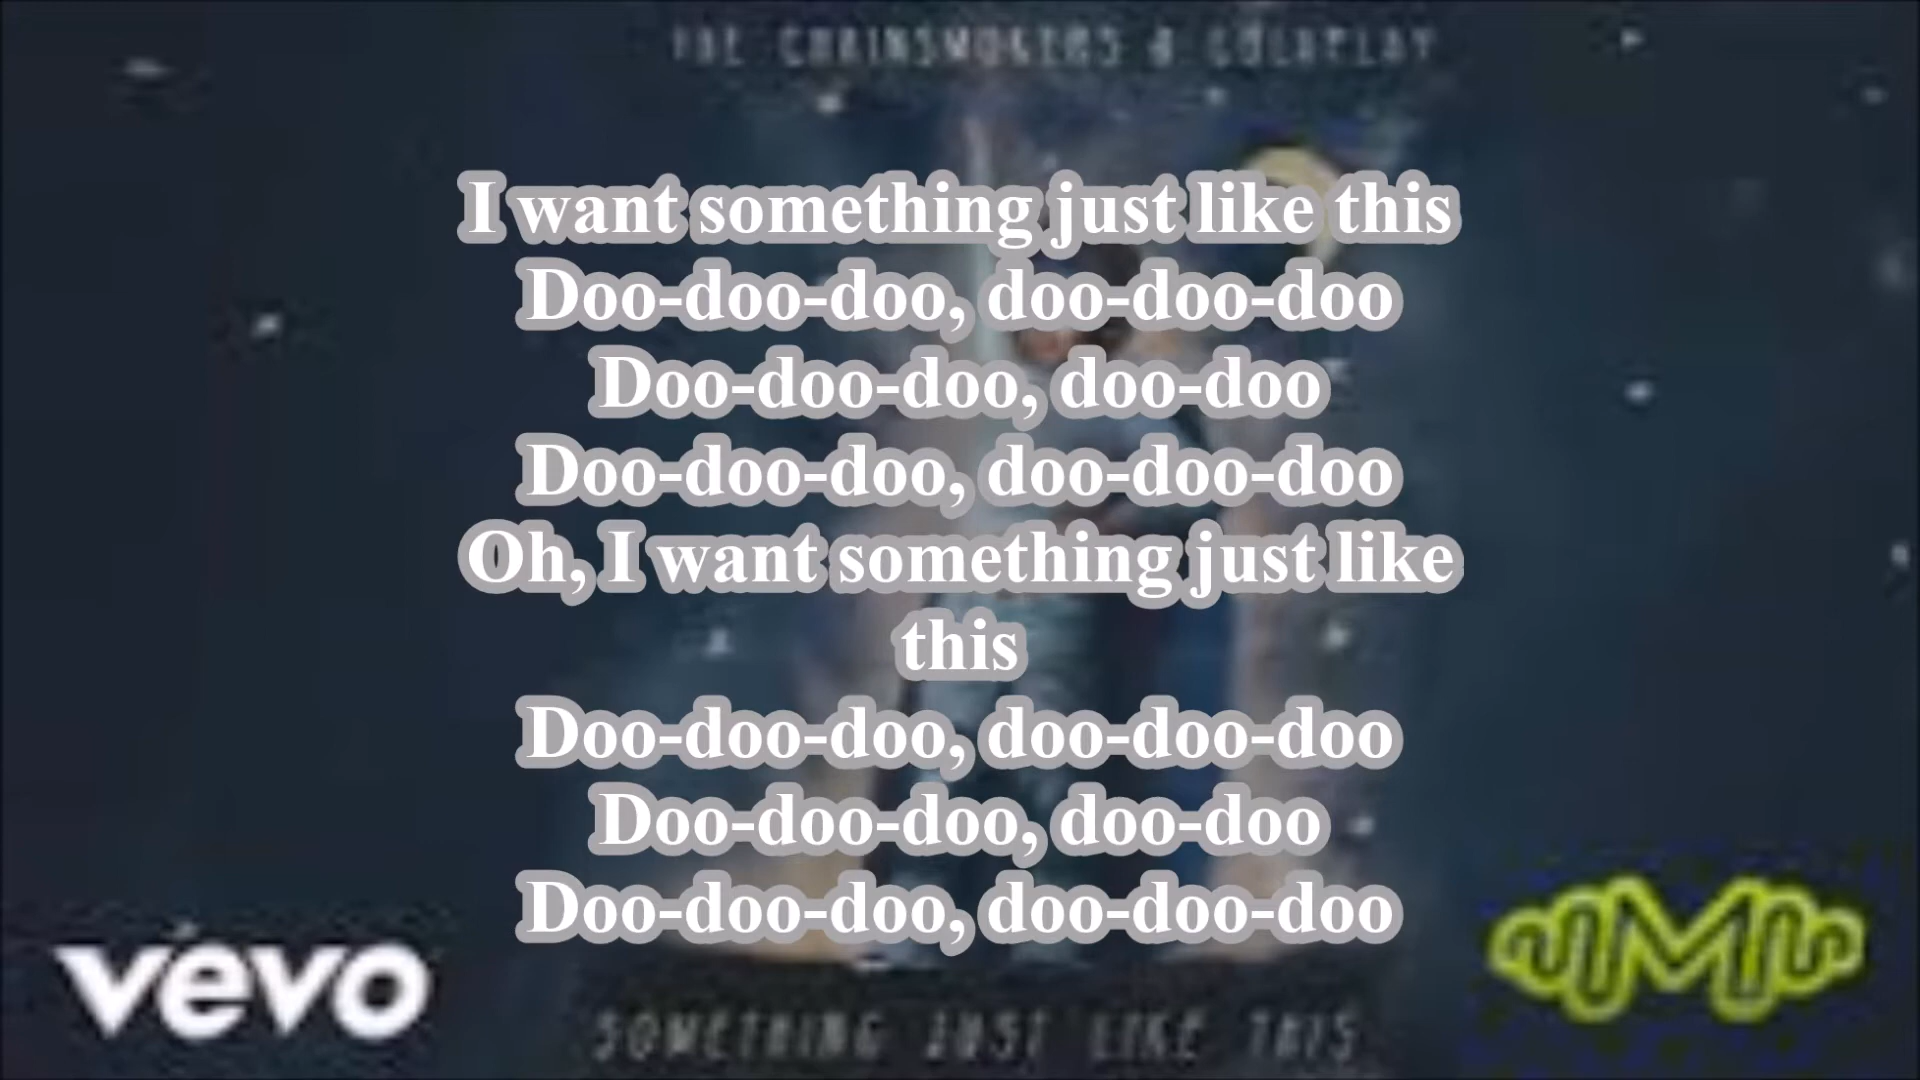 THE CHAINSMOKERS & COLDPLAY
I want something just like this
Doo-doo-doo, doo-doo-doo
Doo-doo-doo, doo-doo
Doo-doo-doo, doo-doo-doo
Oh, I want something just like
this
Doo-doo-doo, doo-doo-doo
Doo-doo-doo, doo-doo
Doo-doo-doo, doo-doo-doo
vevo
M
SOMETHING JUST LIKE THIS